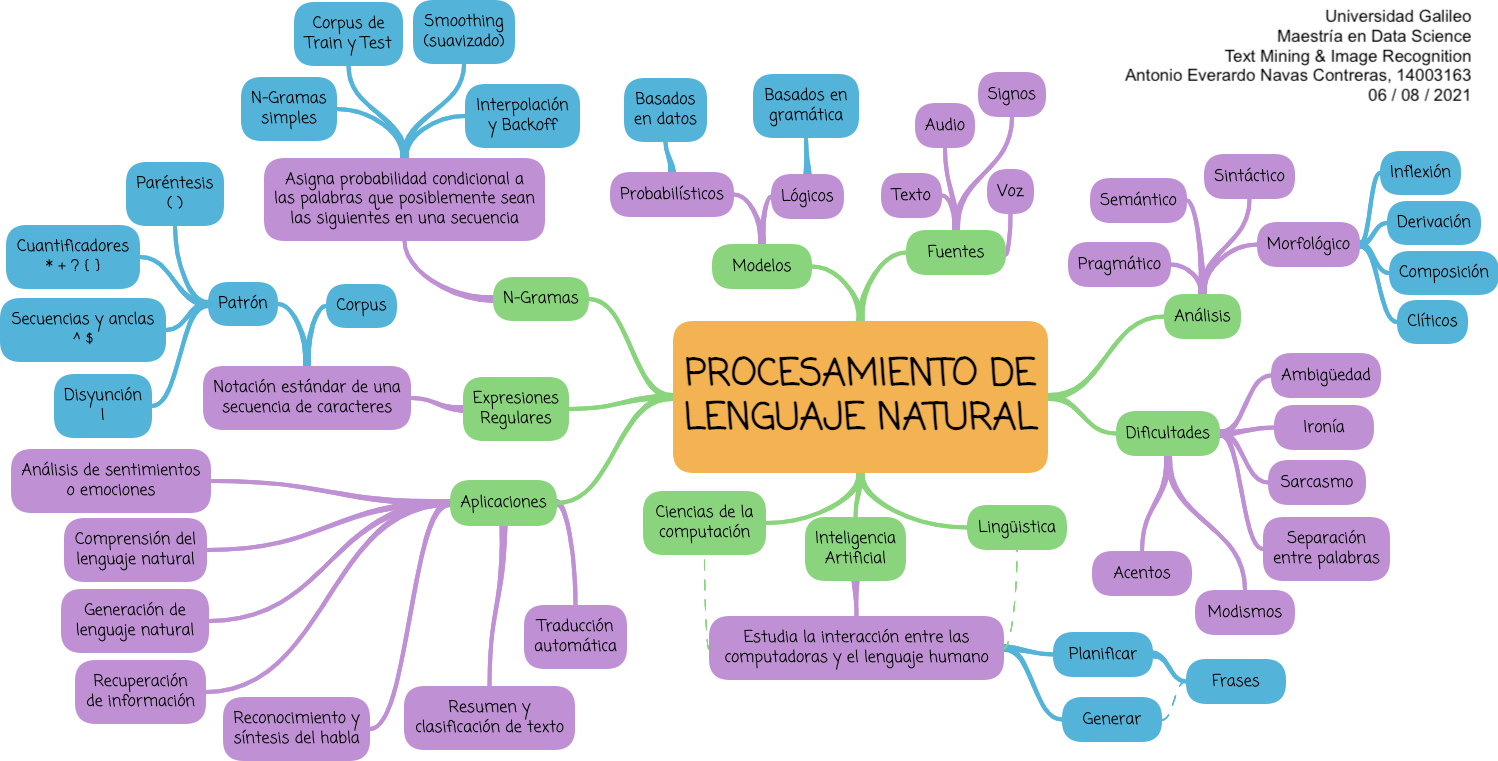 Universidad Galileo
Maestría en Data Science
Text Mining & Image Recognition
Antonio Everardo Navas Contreras, 14003163
06 / 08 / 2021
PROCESAMIENTO DE
LENGUAJE NATURAL
Modelos
Probabilísticos
Basados
en datos
Lógicos
Basados en
gramática
Fuentes
Texto
Audio
Signos
Voz
Análisis
Pragmático
Semántico
Sintáctico
Morfológico
Inflexión
Derivación
Composición
Clíticos
Dificultades
Ambigüedad
Ironía
Sarcasmo
Separación
entre palabras
Modismos
Acentos
Ciencias de la
computación
Inteligencia
Artificial
Lingüistica
Estudia la interacción entre las
computadoras y el lenguaje humano
Planificar
Generar
Frases
Aplicaciones
Análisis de sentimientos
o emociones
Comprensión del
lenguaje natural
Generación de
lenguaje natural
Recuperación
de información
Reconocimiento y
síntesis del habla
Resumen y
clasificación de texto
Traducción
automática
Expresiones
Regulares
Notación estándar de una
secuencia de caracteres
Corpus
Patrón
Paréntesis
( )
Cuantificadores
* + ? { }
Secuencias y anclas
^ $
Disyunción
|
N-Gramas
Asigna probabilidad condicional a
las palabras que posiblemente sean
las siguientes en una secuencia
N-Gramas
simples
Corpus de
Train y Test
Smoothing
(suavizado)
Interpolación
y Backoff